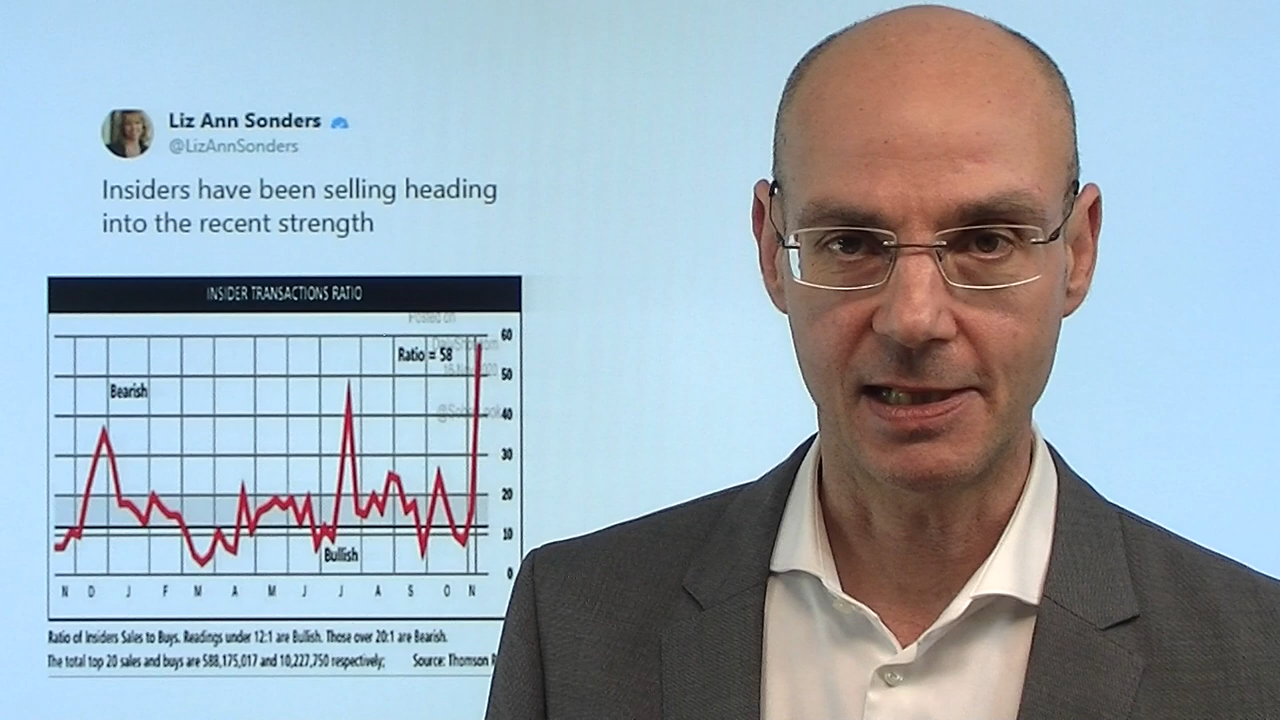 Liz Ann Sonders
@LizAnnSonders
Insiders have been selling heading
into the recent strength
INSIDER TRANSACTIONS RATIO
Posted on
60
Ratio = 58
50
Bearish
40
30
20
10
Bullish
0
N D J F M A M J J A S O N
Ratio of Insiders Sales to Buys. Readings under 12:1 are Bullish. Those over 20:1 are Bearish.
The total top 20 sales and buys are 588,175,017 and 10,227,750 respectively; Source: Thomson